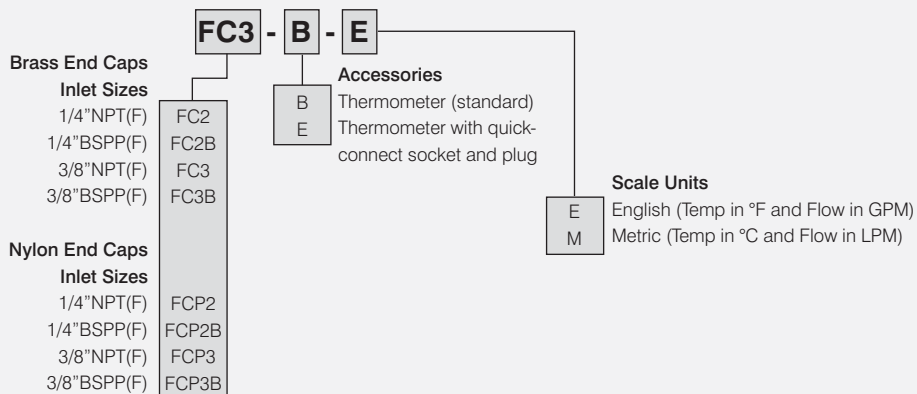 FC3 - B - E
Brass End Caps
Inlet Sizes
1/4”NPT(F) FC2
1/4”BSPP(F) FC2B
3/8”NPT(F) FC3
3/8”BSPP(F) FC3B
Nylon End Caps
Inlet Sizes
1/4”NPT(F) FCP2
1/4”BSPP(F) FCP2B
3/8”NPT(F) FCP3
3/8”BSPP(F) FCP3B
Accessories
B Thermometer (standard)
E Thermometer with quick-
connect socket and plug
Scale Units
E English (Temp in °F and Flow in GPM)
M Metric (Temp in °C and Flow in LPM)